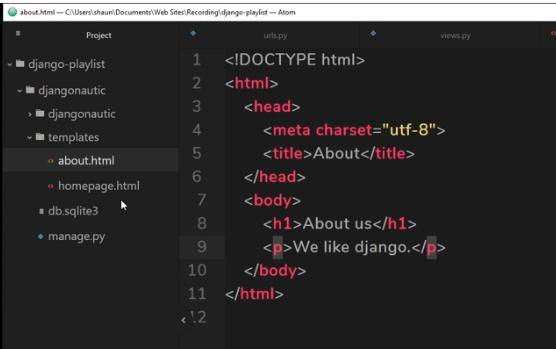 about.html — C:\Users\shaun\Documents\Web Sites\Recording\django-playlist — Atom
Project
urls.py
views.py
django-playlist
djangonautic
djangonautic
templates
about.html
homepage.html
db.sqlite3
manage.py
1 <!DOCTYPE html>
2 <html>
3 <head>
4 <meta charset="utf-8">
5 <title>About</title>
6 </head>
7 <body>
8 <h1>About us</h1>
9 <p>We like django.</p>
10 </body>
11 </html>
12